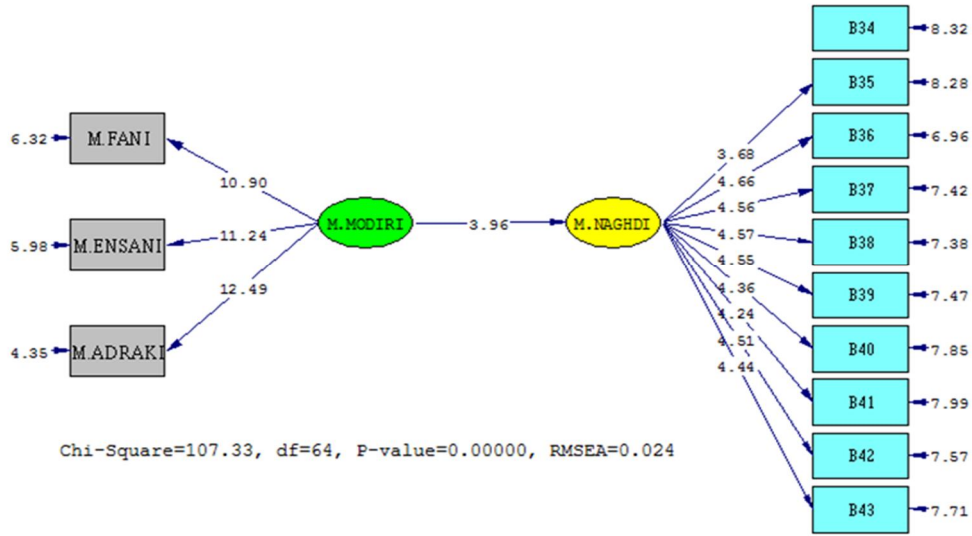 B34
8.32
B35
8.28
B36
6.96
B37
7.42
B38
7.38
B39
7.47
B40
7.85
B41
7.99
B42
7.57
B43
7.71
6.32
M.FANI
5.98
M.ENSANI
4.35
M.ADRAKI
10.90
11.24
12.49
M.MODIRI
3.96
M.NAGHDI
3.68
4.66
4.56
4.57
4.55
4.36
4.24
4.51
4.44
Chi-Square=107.33, df=64, P-value=0.00000, RMSEA=0.024